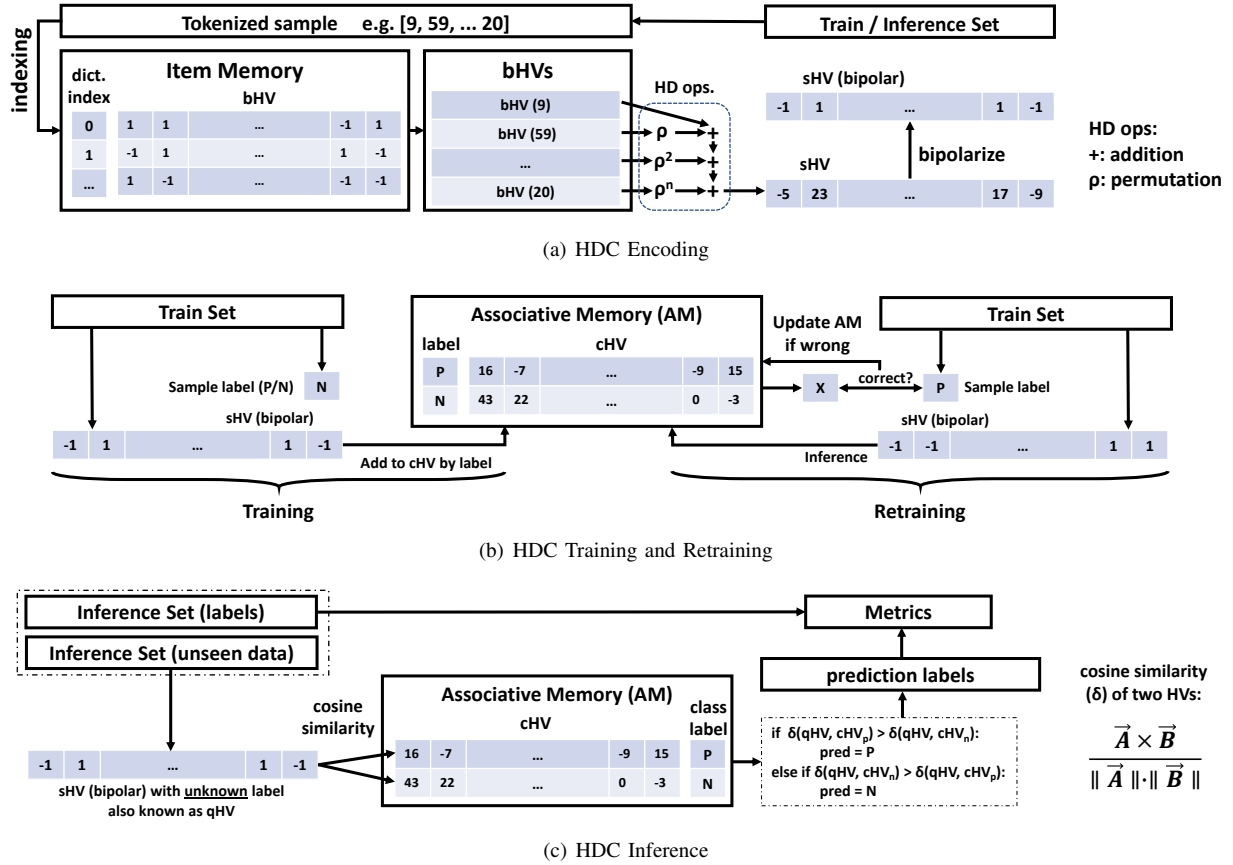 Tokenized sample e.g. [9, 59, ... 20]
Train / Inference Set
indexing
dict.
index
Item Memory
bHV
0 1 1 ... -1 1
1 -1 1 ... 1 -1
... 1 -1 ... -1 -1
bHVs
bHV (9)
bHV (59)
...
bHV (20)
HD ops.
+
ρ +
ρ² +
ρⁿ +
sHV (bipolar)
-1 1 ... 1 -1
bipolarize
sHV
-5 23 ... 17 -9
HD ops:
+: addition
ρ: permutation
(a) HDC Encoding
Train Set
Sample label (P/N) N
sHV (bipolar)
-1 1 ... 1 -1
Add to cHV by label
Training
Associative Memory (AM)
label cHV
P 16 -7 ... -9 15
N 43 22 ... 0 -3
Update AM
if wrong
Train Set
X correct? P Sample label
sHV (bipolar)
-1 -1 ... 1 1
Inference
Retraining
(b) HDC Training and Retraining
Inference Set (labels)
Inference Set (unseen data)
Metrics
prediction labels
cosine
similarity
-1 1 ... 1 -1
sHV (bipolar) with unknown label
also known as qHV
Associative Memory (AM)
cHV
class
label
16 -7 ... -9 15 P
43 22 ... 0 -3 N
if δ(qHV, cHVₚ) > δ(qHV, cHVₙ):
pred = P
else if δ(qHV, cHVₙ) > δ(qHV, cHVₚ):
pred = N
cosine similarity
(δ) of two HVs:
A⃗ × B⃗
‖ A⃗ ‖·‖ B⃗ ‖
(c) HDC Inference